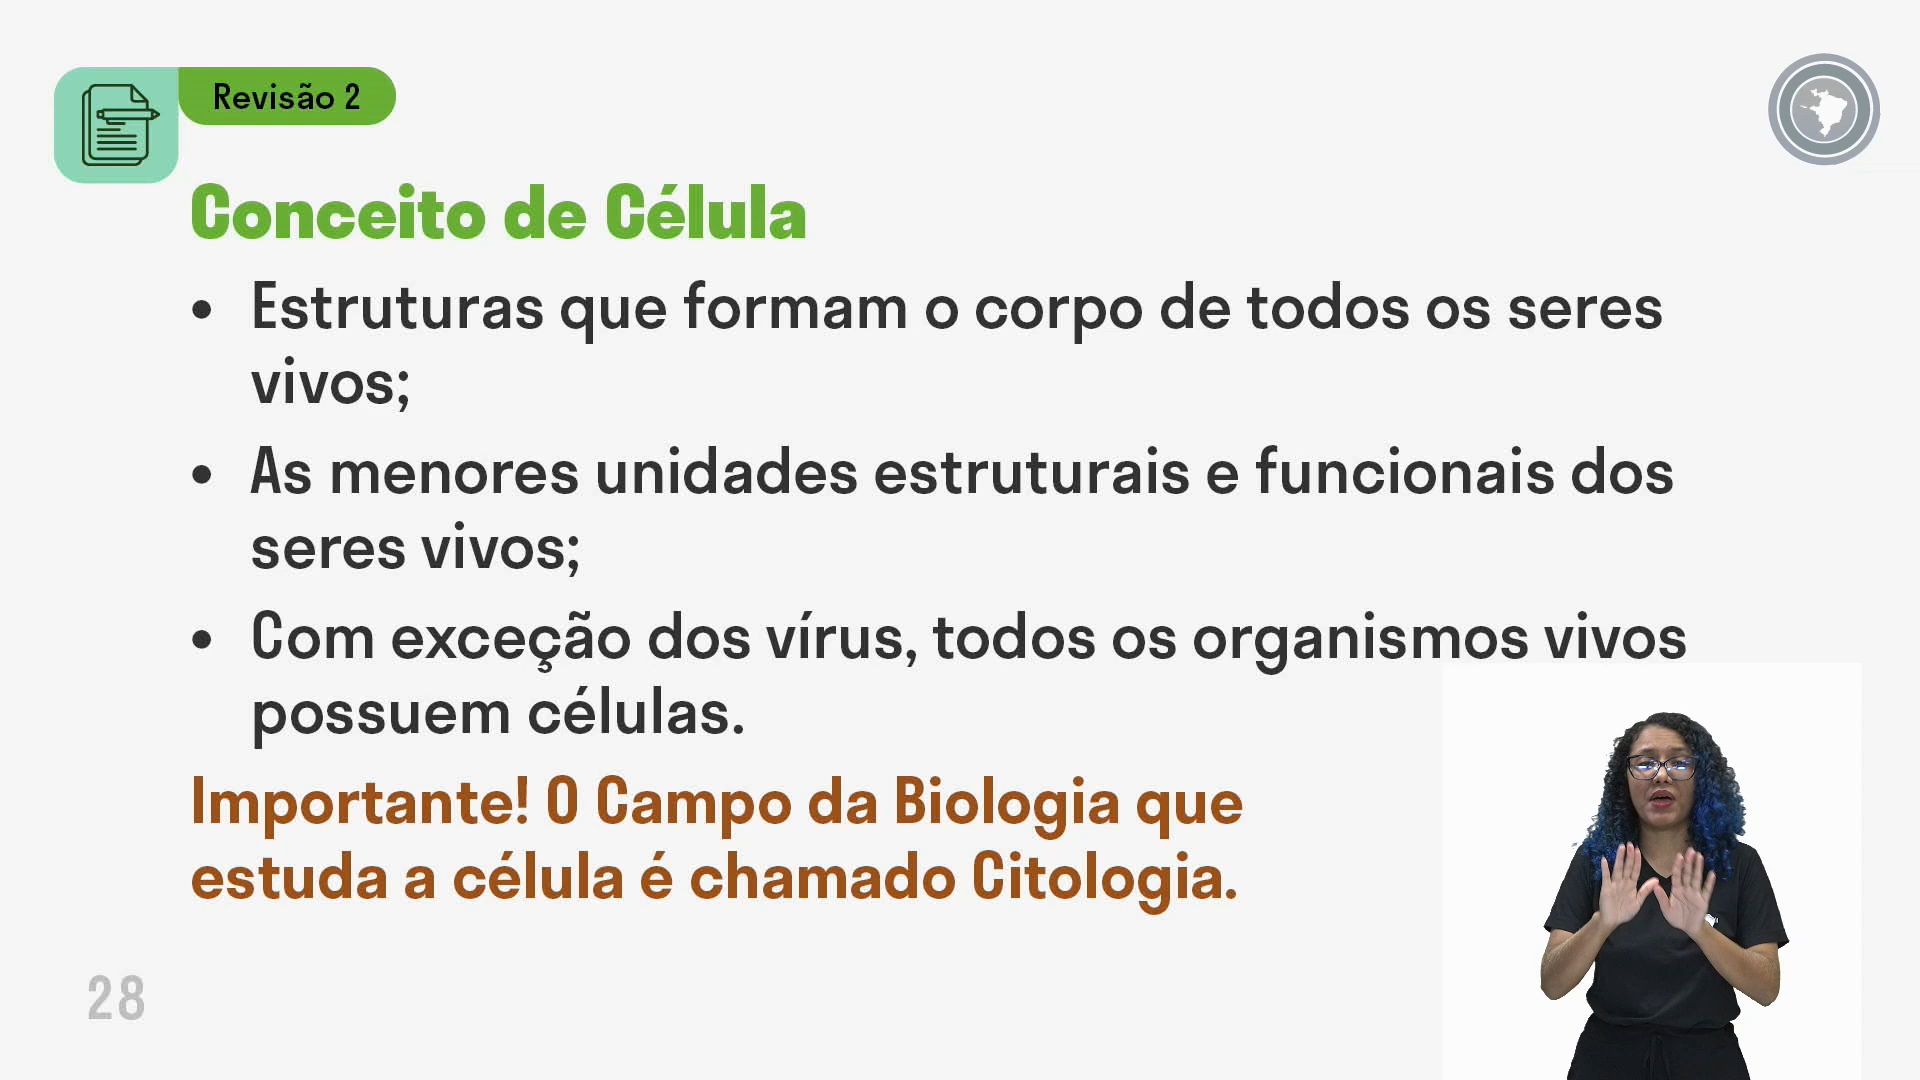 Revisão 2
Conceito de Célula
• Estruturas que formam o corpo de todos os seres
vivos;
• As menores unidades estruturais e funcionais dos
seres vivos;
• Com exceção dos vírus, todos os organismos vivos
possuem células.
Importante! O Campo da Biologia que
estuda a célula é chamado Citologia.
28